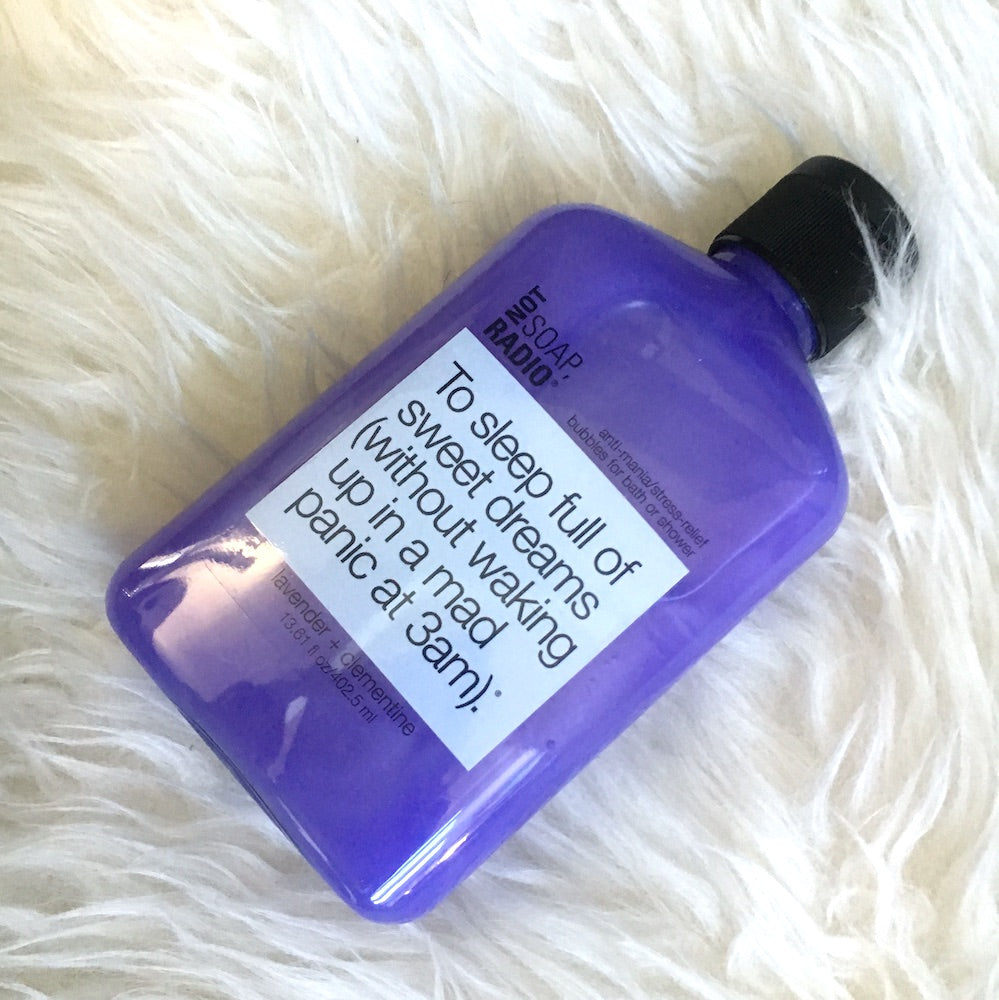 NOT
SOAP,
RADIO®
anti-mania/stress-relief
bubbles for bath or shower
To sleep full of
sweet dreams
(without waking
up in a mad
panic at 3am).®
lavender + clementine
13.61 fl oz/402.5 ml